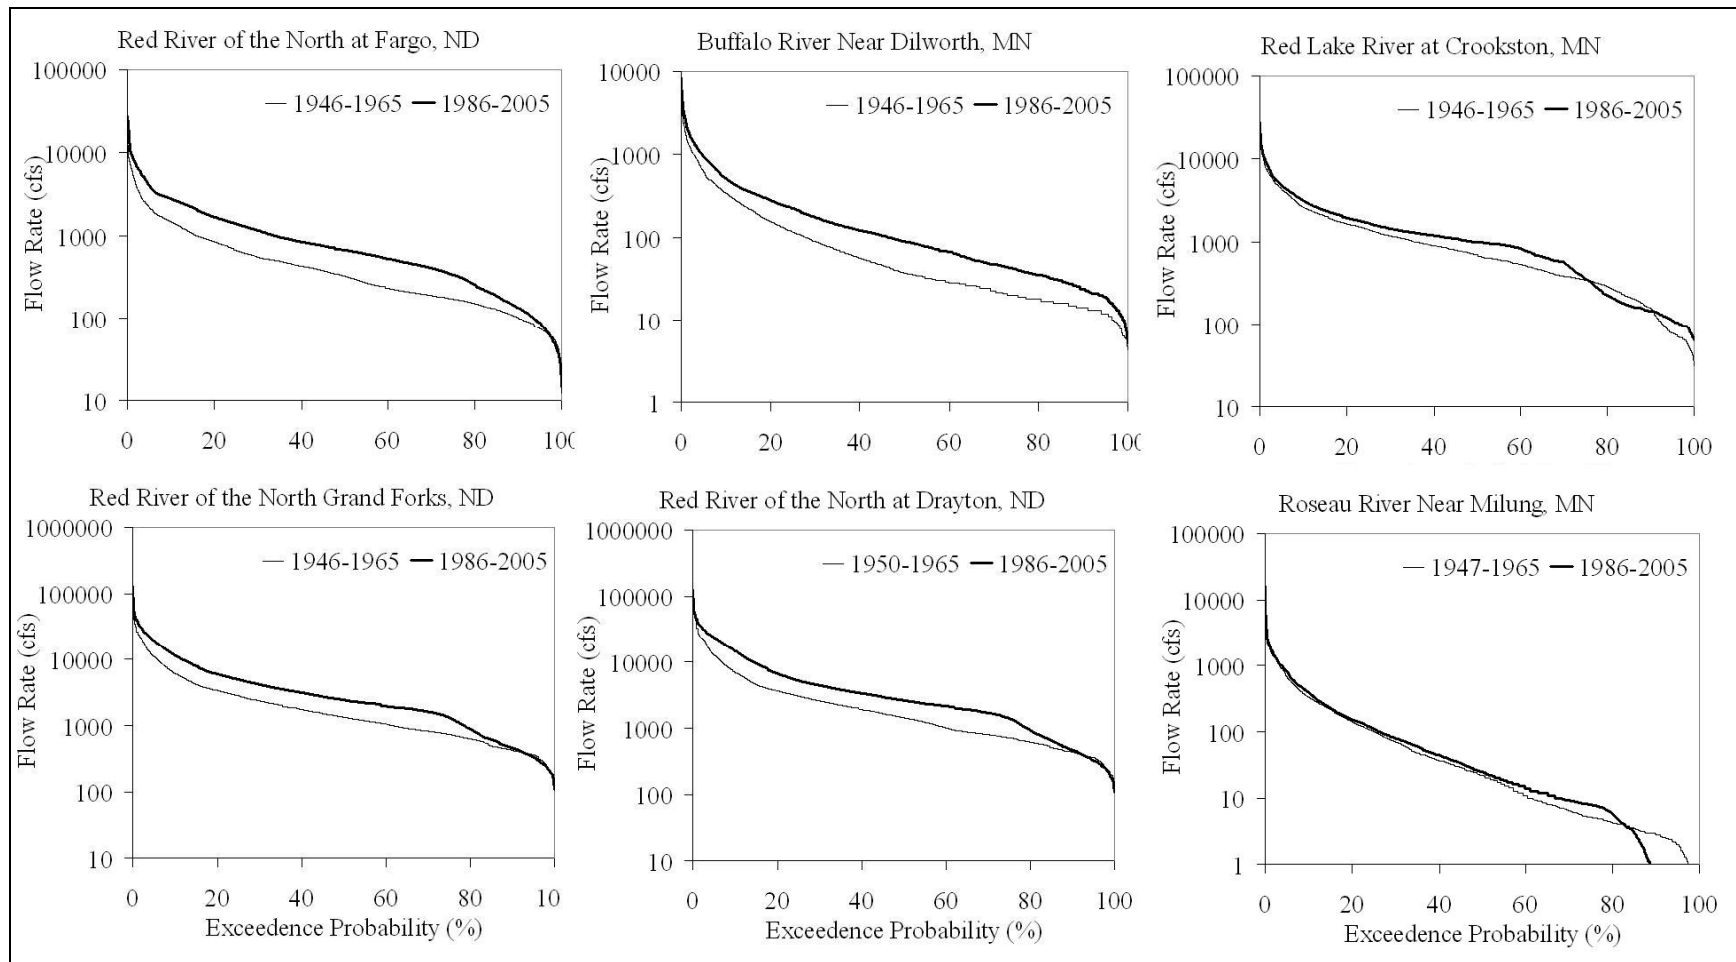 Red River of the North at Fargo, ND
100000
10000
1000
100
10
Flow Rate (cfs)
1946-1965 1986-2005
0 20 40 60 80 100
Buffalo River Near Dilworth, MN
10000
1000
100
10
1
Flow Rate (cfs)
1946-1965 1986-2005
0 20 40 60 80 100
Red Lake River at Crookston, MN
100000
10000
1000
100
10
Flow Rate (cfs)
1946-1965 1986-2005
0 20 40 60 80 100
Red River of the North Grand Forks, ND
1000000
100000
10000
1000
100
10
Flow Rate (cfs)
1946-1965 1986-2005
0 20 40 60 80 10
Exceedence Probability (%)
Red River of the North at Drayton, ND
1000000
100000
10000
1000
100
10
Flow Rate (cfs)
1950-1965 1986-2005
0 20 40 60 80 100
Exceedence Probability (%)
Roseau River Near Milung, MN
100000
10000
1000
100
10
1
Flow Rate (cfs)
1947-1965 1986-2005
0 20 40 60 80 100
Exceedence Probability (%)